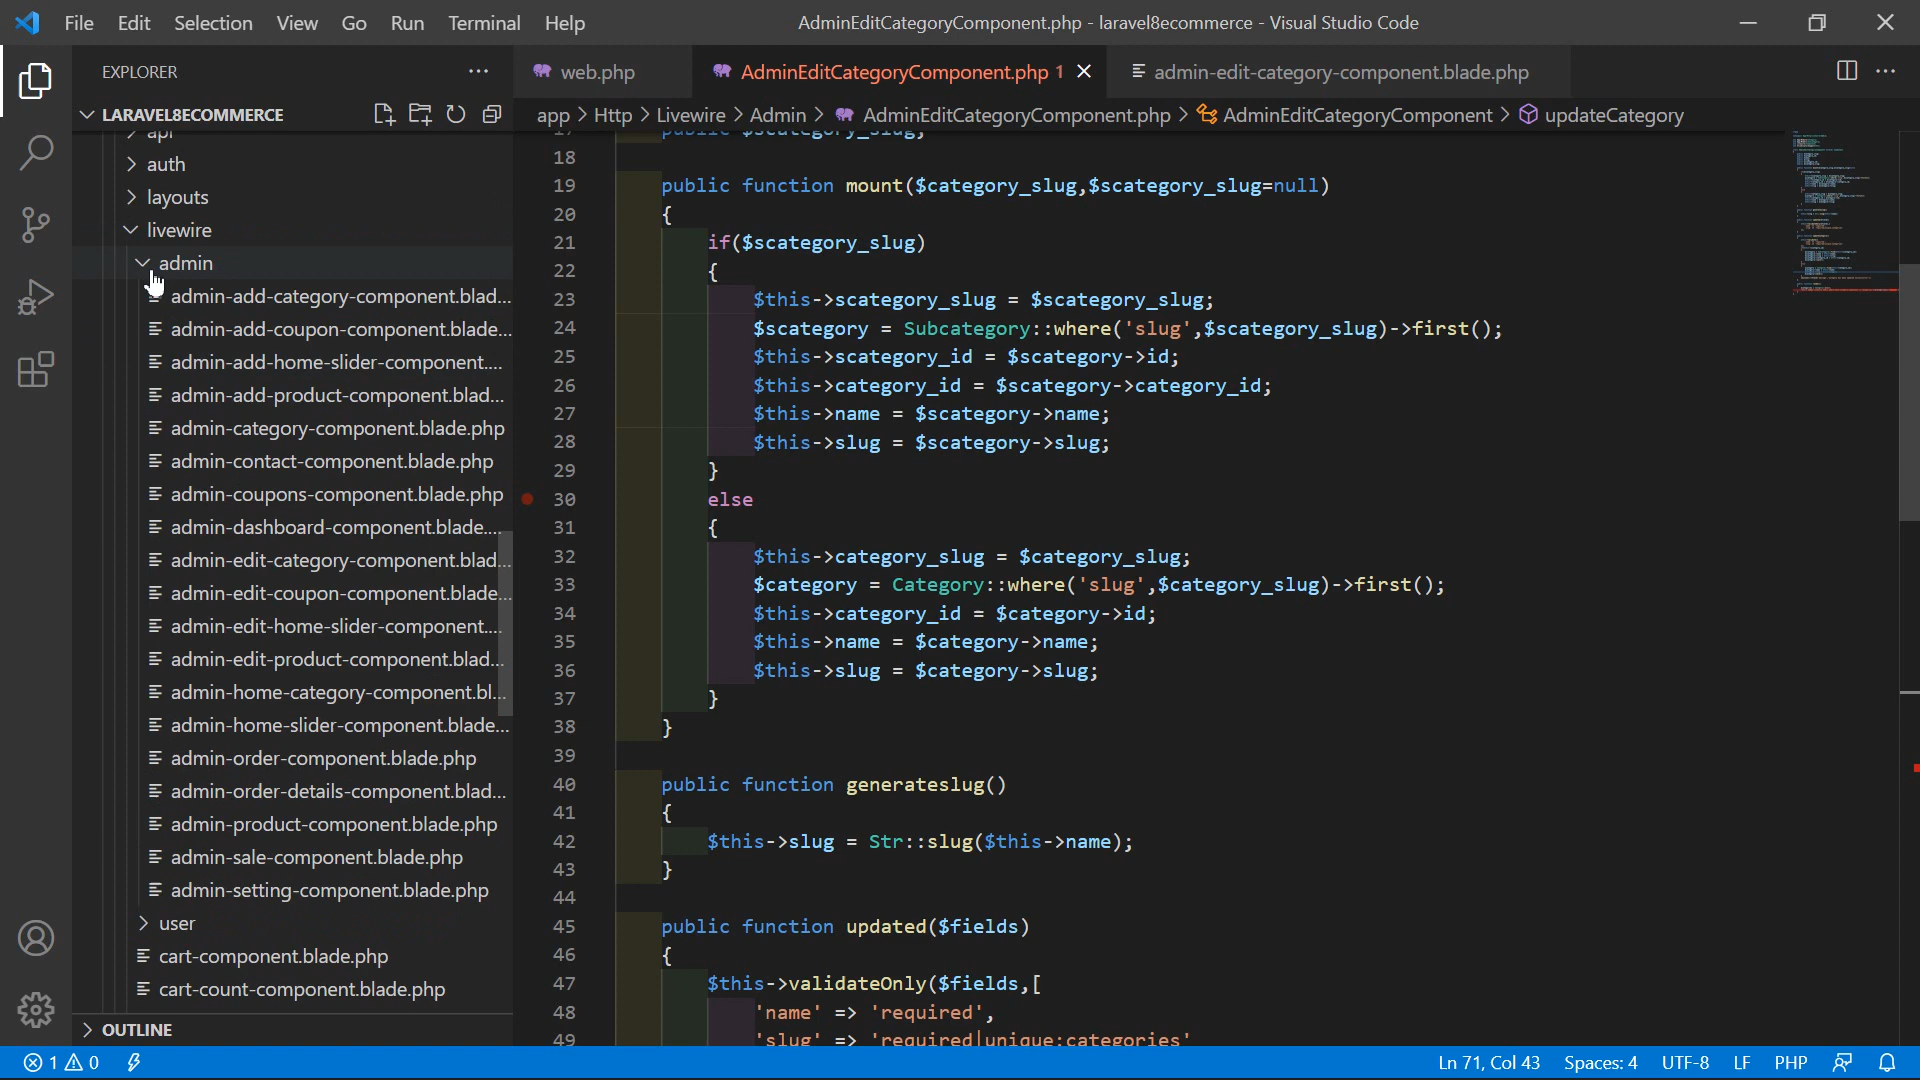 File Edit Selection View Go Run Terminal Help
AdminEditCategoryComponent.php - laravel8ecommerce - Visual Studio Code
EXPLORER
LARAVEL8ECOMMERCE
api
auth
layouts
livewire
admin
admin-add-category-component.blad...
admin-add-coupon-component.blade...
admin-add-home-slider-component....
admin-add-product-component.blad...
admin-category-component.blade.php
admin-contact-component.blade.php
admin-coupons-component.blade.php
admin-dashboard-component.blade....
admin-edit-category-component.blad...
admin-edit-coupon-component.blade...
admin-edit-home-slider-component....
admin-edit-product-component.blad...
admin-home-category-component.bl...
admin-home-slider-component.blade...
admin-order-component.blade.php
admin-order-details-component.blad...
admin-product-component.blade.php
admin-sale-component.blade.php
admin-setting-component.blade.php
user
cart-component.blade.php
cart-count-component.blade.php
OUTLINE
web.php
AdminEditCategoryComponent.php 1
admin-edit-category-component.blade.php
app > Http > Livewire > Admin > AdminEditCategoryComponent.php > AdminEditCategoryComponent > updateCategory
17 public $scategory_slug;
18
19 public function mount($category_slug,$scategory_slug=null)
20 {
21 if($scategory_slug)
22 {
23 $this->scategory_slug = $scategory_slug;
24 $scategory = Subcategory::where('slug',$scategory_slug)->first();
25 $this->scategory_id = $scategory->id;
26 $this->category_id = $scategory->category_id;
27 $this->name = $scategory->name;
28 $this->slug = $scategory->slug;
29 }
30 else
31 {
32 $this->category_slug = $category_slug;
33 $category = Category::where('slug',$category_slug)->first();
34 $this->category_id = $category->id;
35 $this->name = $category->name;
36 $this->slug = $category->slug;
37 }
38 }
39
40 public function generateslug()
41 {
42 $this->slug = Str::slug($this->name);
43 }
44
45 public function updated($fields)
46 {
47 $this->validateOnly($fields,[
48 'name' => 'required',
49 'slug' => 'required|unique:categories'
1 0
Ln 71, Col 43 Spaces: 4 UTF-8 LF PHP